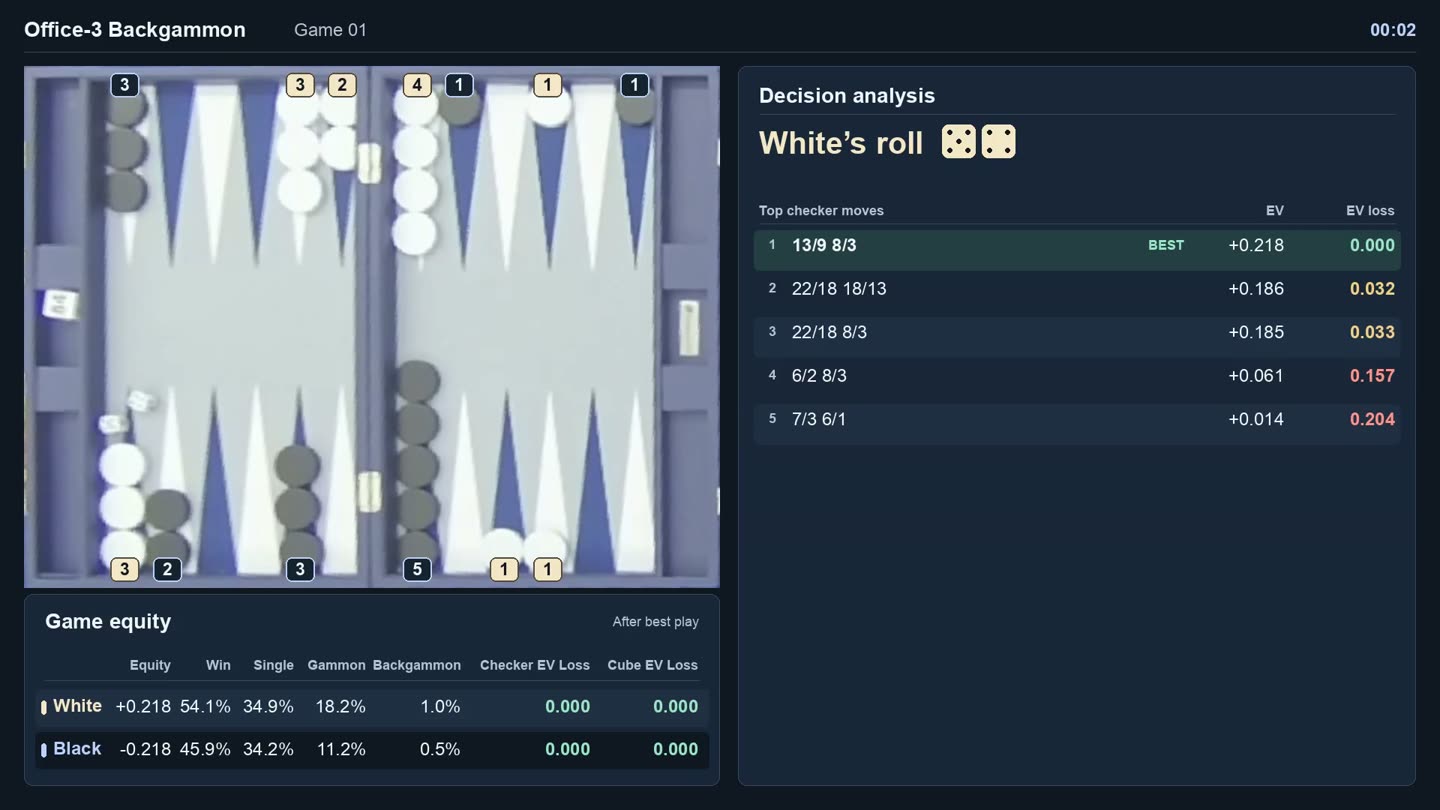 Office-3 Backgammon Game 01 00:02
3 3 2 4 1 1 1
64
3 2 3 5 1 1
Decision analysis
White’s roll
Top checker moves EV EV loss
1 13/9 8/3 BEST +0.218 0.000
2 22/18 18/13 +0.186 0.032
3 22/18 8/3 +0.185 0.033
4 6/2 8/3 +0.061 0.157
5 7/3 6/1 +0.014 0.204
Game equity After best play
Equity Win Single Gammon Backgammon Checker EV Loss Cube EV Loss
White +0.218 54.1% 34.9% 18.2% 1.0% 0.000 0.000
Black -0.218 45.9% 34.2% 11.2% 0.5% 0.000 0.000